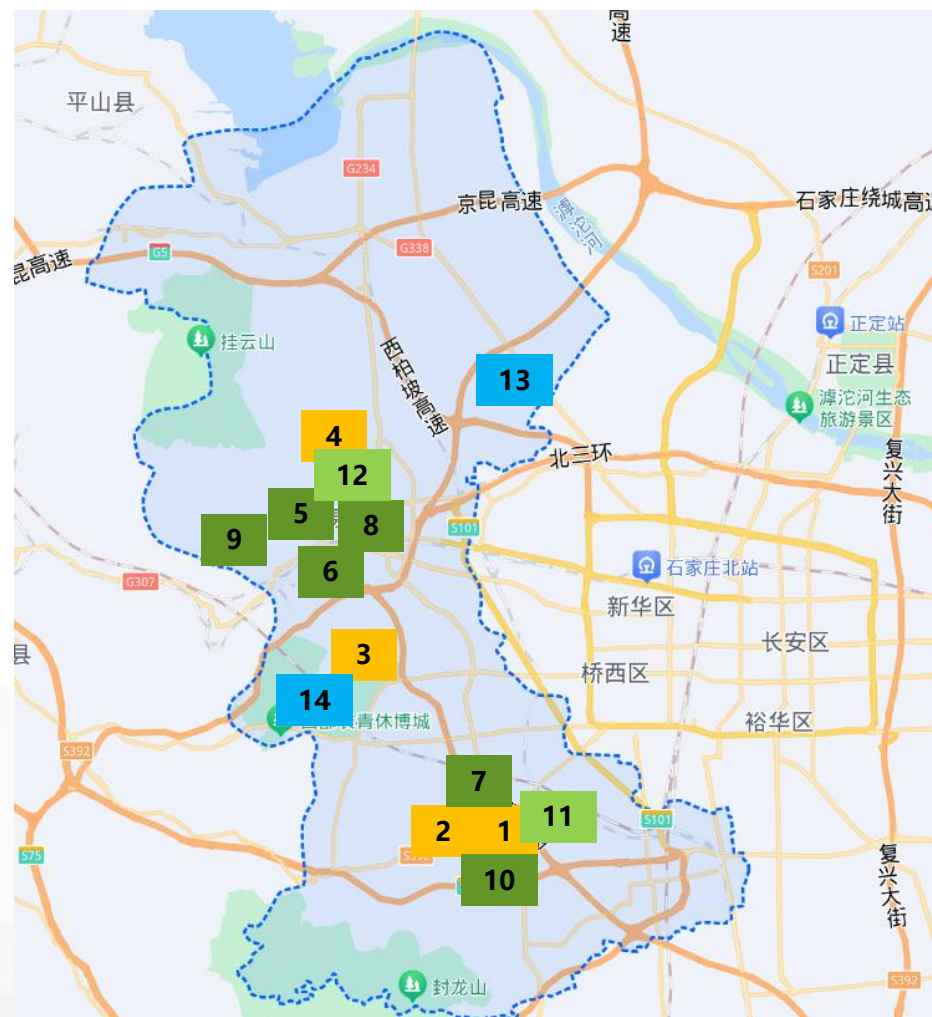 高
速
平山县
G234
京昆高速
石家庄绕城高速
滹沱河
G338
G5
昆高速
S201
正定站
挂云山
西柏坡高速
正定县
13
滹沱河生态
旅游景区
4
复兴大街
北三环
12
5
8
S101
9
6
石家庄北站
G307
新华区
3
长安区
县
桥西区
14
青休博城
裕华区
S392
7
11
2
1
S101
S75
复兴大街
10
封龙山
S392